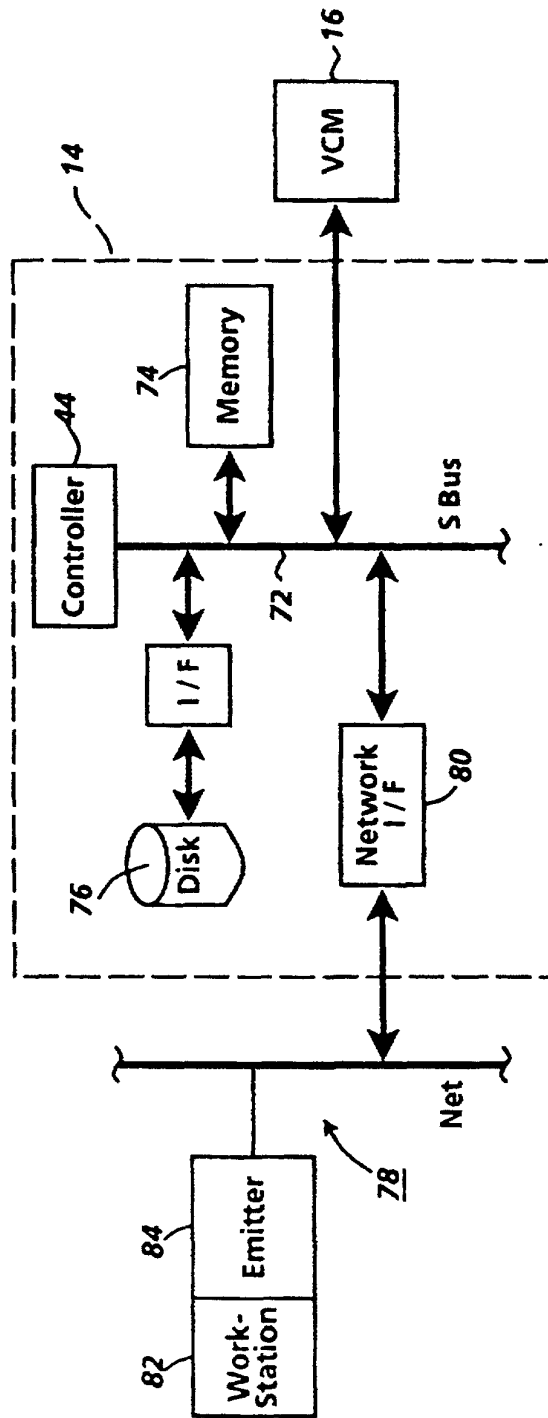 14
Controller
44
Memory
74
VCM
16
Disk
76
I / F
72
S Bus
Network
I / F
80
Net
78
Work-
Station
82
Emitter
84